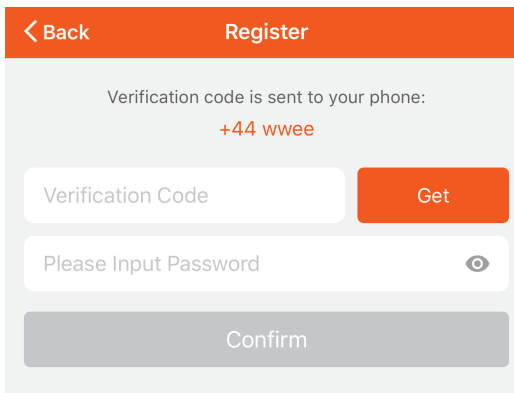 Back
Register
Verification code is sent to your phone:
+44 wwee
Verification Code
Get
Please Input Password
Confirm